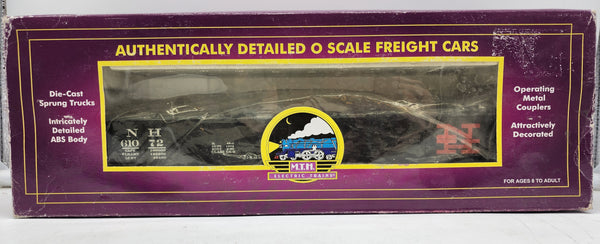 AUTHENTICALLY DETAILED O SCALE FREIGHT CARS
Die-Cast
Sprung Trucks
Intricately
Detailed
ABS Body
Operating
Metal
Couplers
Attractively
Decorated
N H
610 72
N
H
M.T.H.
ELECTRIC TRAINS
FOR AGES 8 TO ADULT